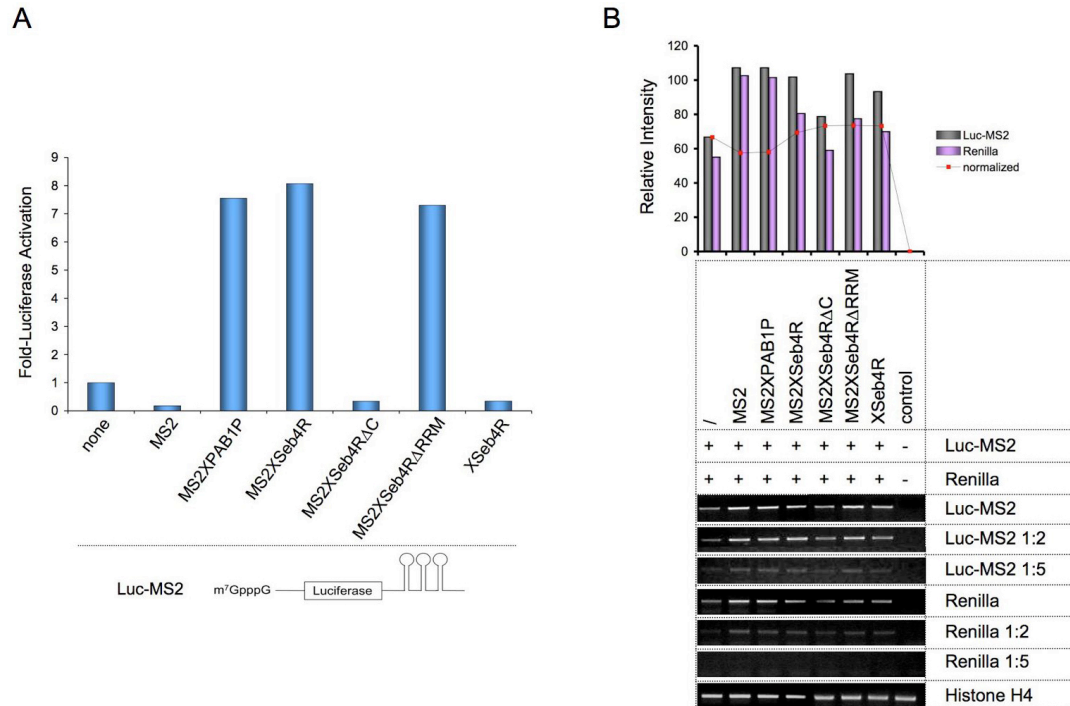 A
Fold-Luciferase Activation
9
8
7
6
5
4
3
2
1
0
none
MS2
MS2XPAB1P
MS2XSeb4R
MS2XSeb4RΔC
MS2XSeb4RΔRRM
XSeb4R
Luc-MS2 m⁷GpppG Luciferase
B
Relative Intensity
120
100
80
60
40
20
0
Luc-MS2
Renilla
normalized
/
MS2
MS2XPAB1P
MS2XSeb4R
MS2XSeb4RΔC
MS2XSeb4RΔRRM
XSeb4R
control
+ + + + + + + - Luc-MS2
+ + + + + + + - Renilla
Luc-MS2
Luc-MS2 1:2
Luc-MS2 1:5
Renilla
Renilla 1:2
Renilla 1:5
Histone H4